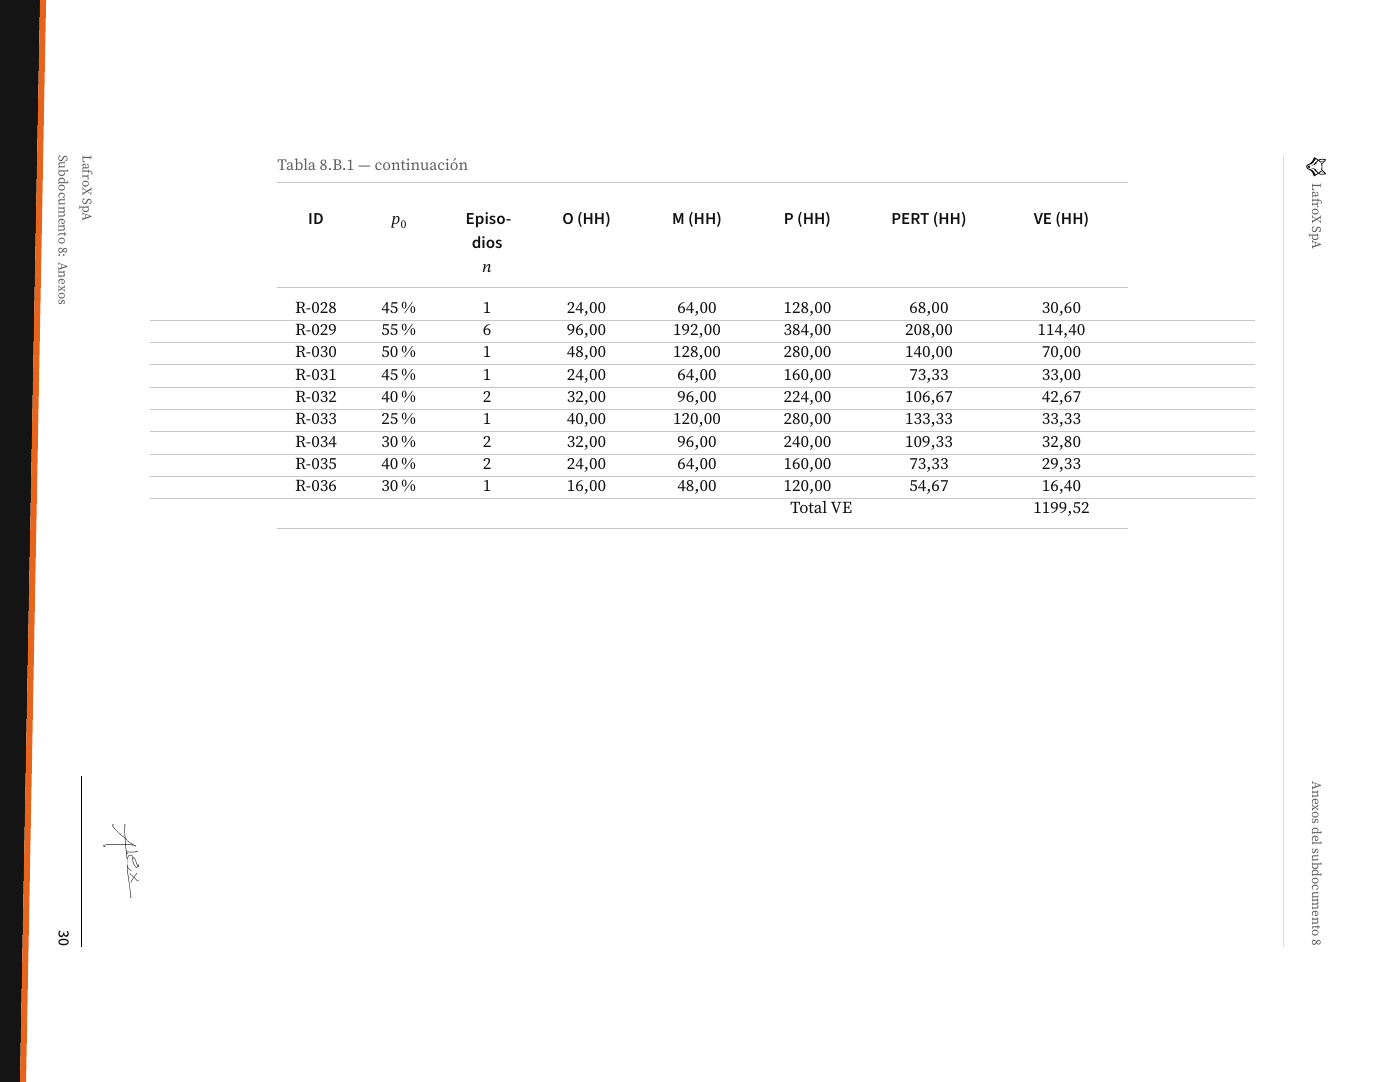 LafroX SpA
Subdocumento 8: Anexos
LafroX SpA
Tabla 8.B.1 — continuación
ID p0 Episo- O (HH) M (HH) P (HH) PERT (HH) VE (HH)
dios
n
R-028 45 % 1 24,00 64,00 128,00 68,00 30,60
R-029 55 % 6 96,00 192,00 384,00 208,00 114,40
R-030 50 % 1 48,00 128,00 280,00 140,00 70,00
R-031 45 % 1 24,00 64,00 160,00 73,33 33,00
R-032 40 % 2 32,00 96,00 224,00 106,67 42,67
R-033 25 % 1 40,00 120,00 280,00 133,33 33,33
R-034 30 % 2 32,00 96,00 240,00 109,33 32,80
R-035 40 % 2 24,00 64,00 160,00 73,33 29,33
R-036 30 % 1 16,00 48,00 120,00 54,67 16,40
Total VE 1199,52
Alex
30
Anexos del subdocumento 8